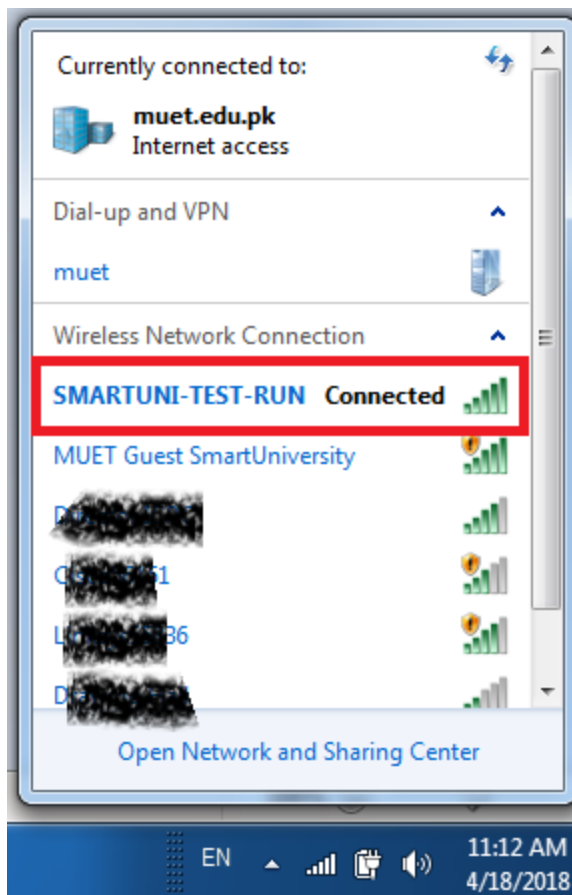 Currently connected to:
muet.edu.pk
Internet access
Dial-up and VPN
muet
Wireless Network Connection
SMARTUNI-TEST-RUN Connected
MUET Guest SmartUniversity
Open Network and Sharing Center
EN
11:12 AM
4/18/2018